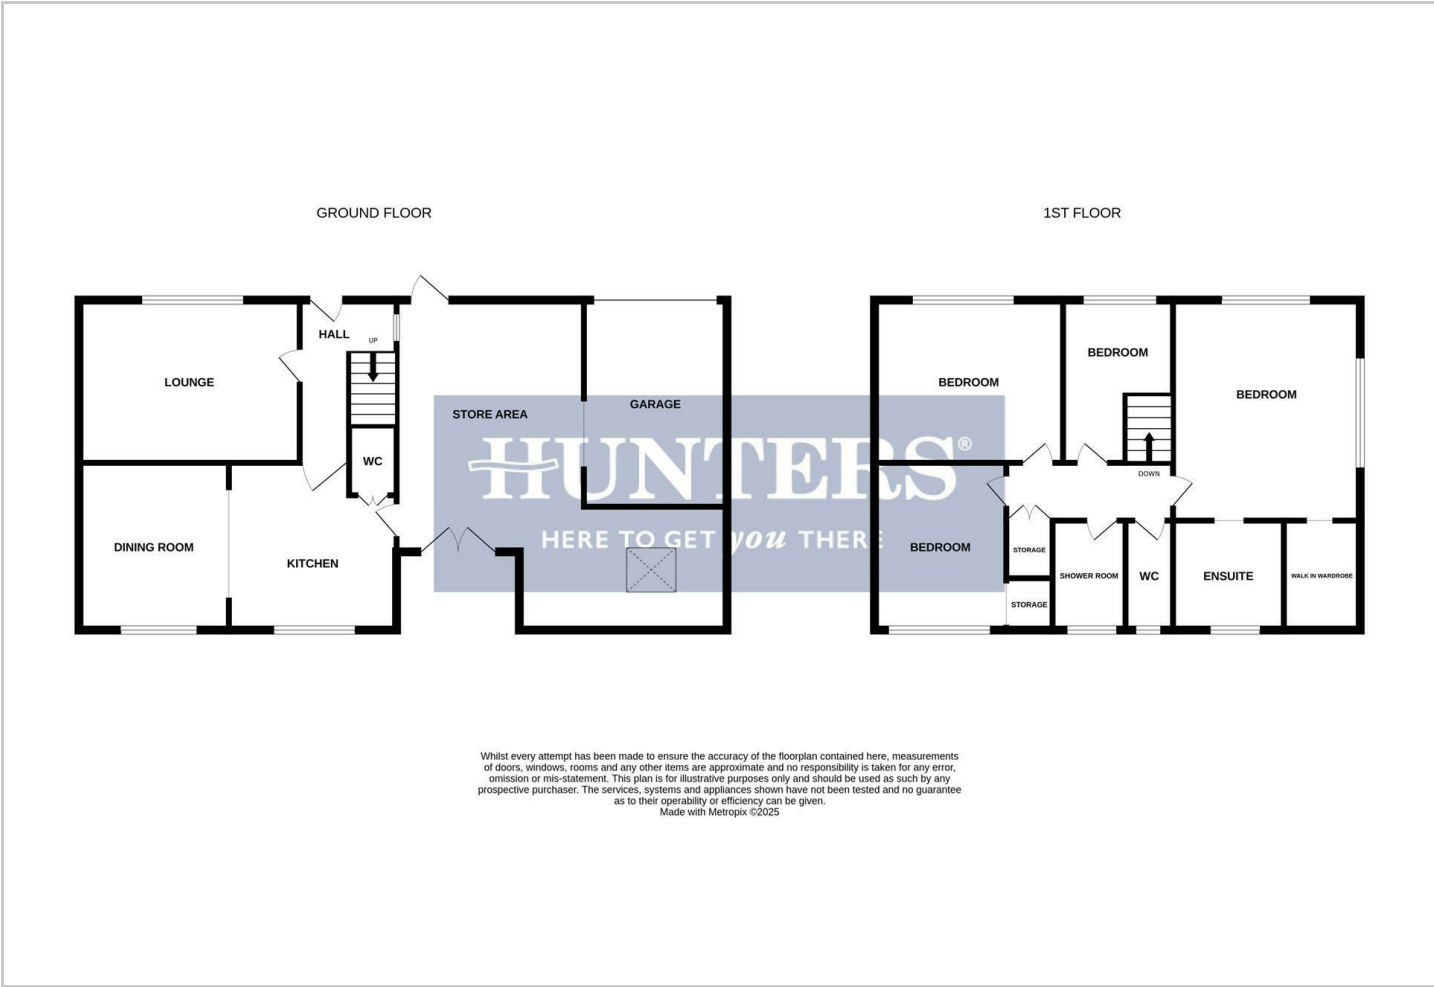 GROUND FLOOR
1ST FLOOR
HALL
UP
LOUNGE
STORE AREA
GARAGE
WC
DINING ROOM
KITCHEN
BEDROOM
BEDROOM
BEDROOM
DOWN
BEDROOM
STORAGE
STORAGE
SHOWER ROOM
WC
ENSUITE
WALK IN WARDROBE
HUNTERS®
HERE TO GET you THERE
Whilst every attempt has been made to ensure the accuracy of the floorplan contained here, measurements
of doors, windows, rooms and any other items are approximate and no responsibility is taken for any error,
omission or mis-statement. This plan is for illustrative purposes only and should be used as such by any
prospective purchaser. The services, systems and appliances shown have not been tested and no guarantee
as to their operability or efficiency can be given.
Made with Metropix ©2025